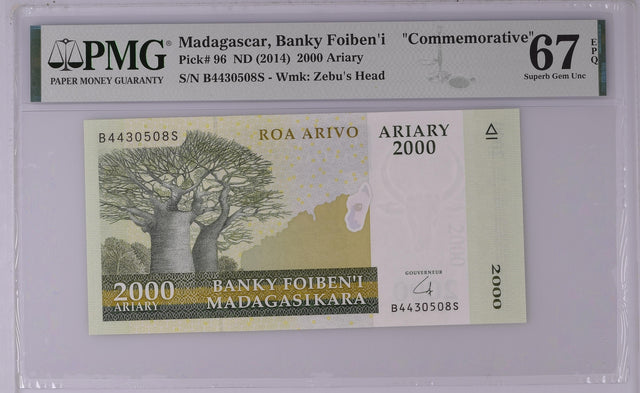 PMG®
PAPER MONEY GUARANTY
Madagascar, Banky Foiben'i "Commemorative"
Pick# 96 ND (2014) 2000 Ariary
S/N B4430508S - Wmk: Zebu's Head
67
EPQ
Superb Gem Unc
B4430508S
ROA ARIVO
ARIARY
2000
2000
ARIARY
BANKY FOIBEN'I
MADAGASIKARA
GOUVERNEUR
B4430508S
2000